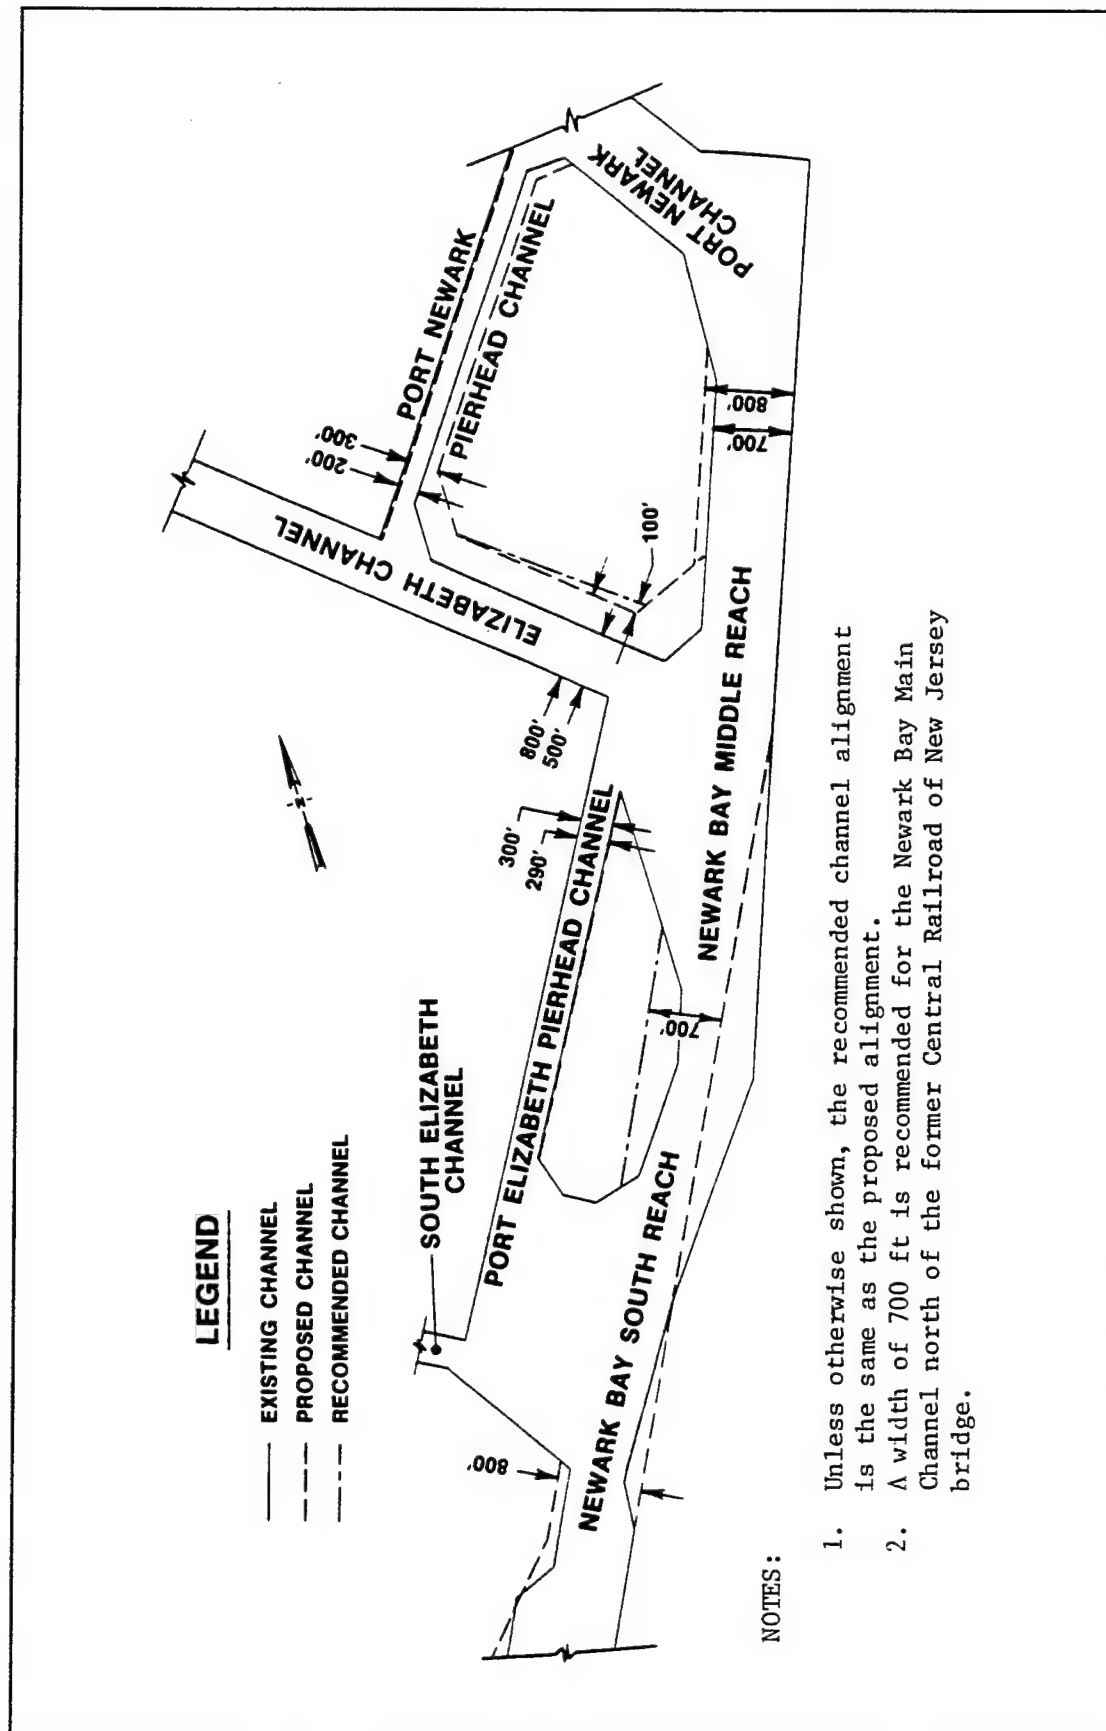 LEGEND
EXISTING CHANNEL
PROPOSED CHANNEL
RECOMMENDED CHANNEL
SOUTH ELIZABETH
CHANNEL
PORT ELIZABETH PIERHEAD CHANNEL
300'
290'
800'
500'
ELIZABETH CHANNEL
200'
300'
PORT NEWARK
PIERHEAD CHANNEL
PORT NEWARK
CHANNEL
100'
700'
800'
NEWARK BAY MIDDLE REACH
700'
NEWARK BAY SOUTH REACH
800'
N
NOTES:
1. Unless otherwise shown, the recommended channel alignment
is the same as the proposed alignment.
2. A width of 700 ft is recommended for the Newark Bay Main
Channel north of the former Central Railroad of New Jersey
bridge.